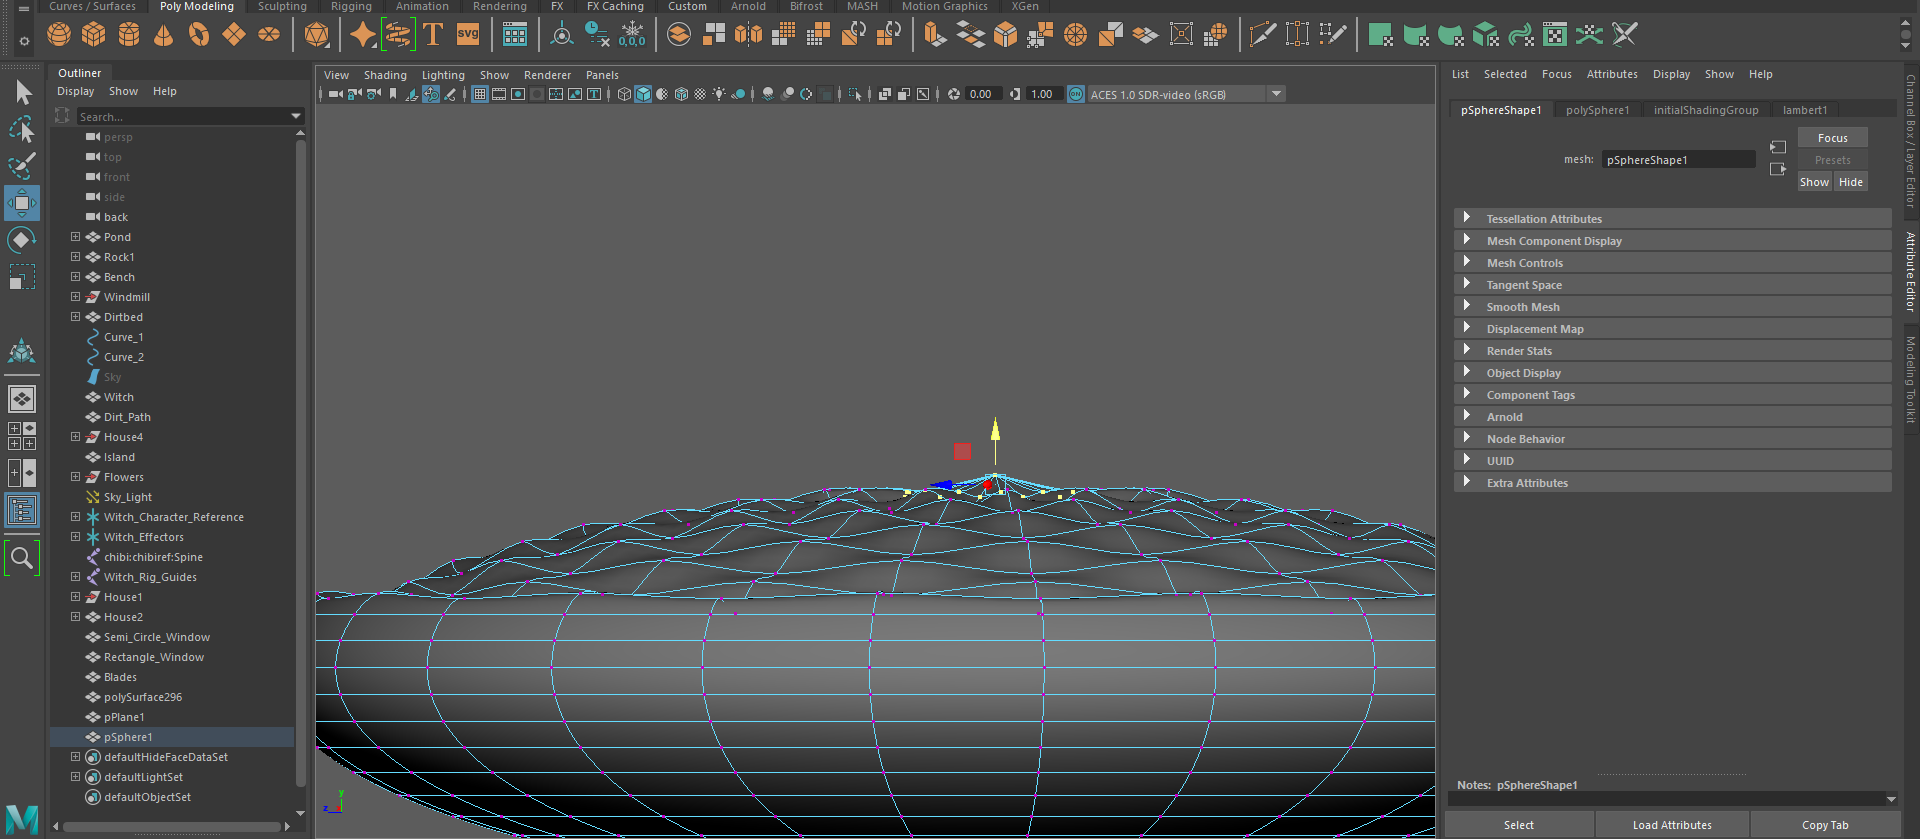 Curves / Surfaces Poly Modeling Sculpting Rigging Animation Rendering FX FX Caching Custom Arnold Bifrost MASH Motion Graphics XGen
T svg 0,0,0
Outliner
Display Show Help
Search...
persp
top
front
side
back
Pond
Rock1
Bench
Windmill
Dirtbed
Curve_1
Curve_2
Sky
Witch
Dirt_Path
House4
Island
Flowers
Sky_Light
Witch_Character_Reference
Witch_Effectors
chibi:chibiref:Spine
Witch_Rig_Guides
House1
House2
Semi_Circle_Window
Rectangle_Window
Blades
polySurface296
pPlane1
pSphere1
defaultHideFaceDataSet
defaultLightSet
defaultObjectSet
View Shading Lighting Show Renderer Panels
0.00 1.00 ON ACES 1.0 SDR-video (sRGB)
y
z x
List Selected Focus Attributes Display Show Help
pSphereShape1 polySphere1 initialShadingGroup lambert1
mesh: pSphereShape1
Focus
Presets
Show Hide
Tessellation Attributes
Mesh Component Display
Mesh Controls
Tangent Space
Smooth Mesh
Displacement Map
Render Stats
Object Display
Component Tags
Arnold
Node Behavior
UUID
Extra Attributes
Notes: pSphereShape1
Select Load Attributes Copy Tab
Channel Box / Layer Editor
Attribute Editor
Modeling Toolkit
M